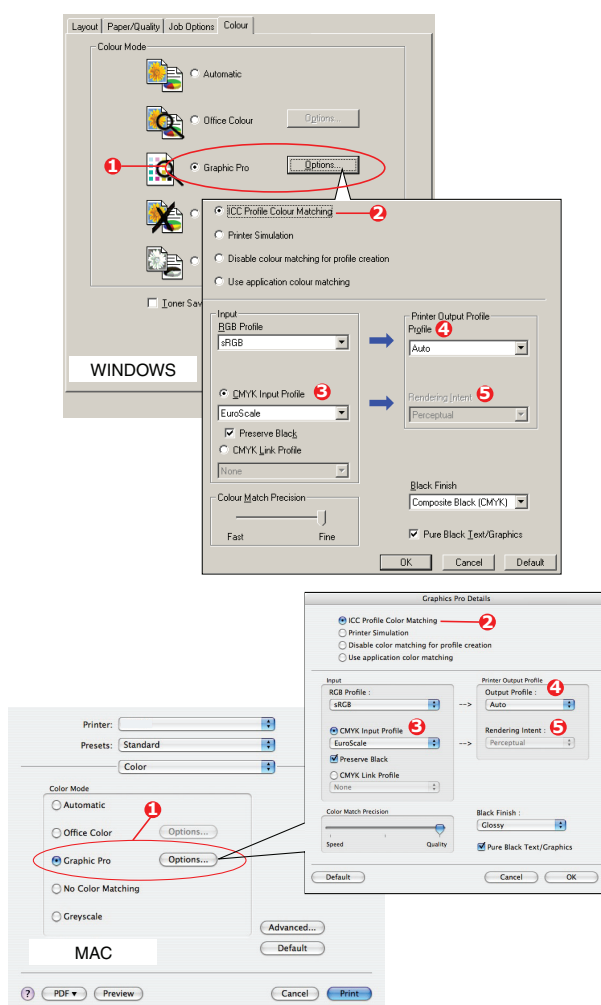 Layout Paper/Quality Job Options Colour
Colour Mode
Automatic
Office Colour Options...
1 Graphic Pro Options...
ICC Profile Colour Matching 2
Printer Simulation
Disable colour matching for profile creation
Use application colour matching
Toner Sav
WINDOWS
Input
RGB Profile
sRGB
Printer Output Profile
Profile 4
Auto
CMYK Input Profile 3
EuroScale
Preserve Black
CMYK Link Profile
None
Rendering Intent 5
Perceptual
Colour Match Precision
Fast Fine
Black Finish
Composite Black (CMYK)
Pure Black Text/Graphics
OK Cancel Default
Graphics Pro Details
ICC Profile Color Matching 2
Printer Simulation
Disable color matching for profile creation
Use application color matching
Input
RGB Profile :
sRGB -->
Printer Output Profile
Output Profile : 4
Auto
CMYK Input Profile 3
EuroScale -->
Preserve Black
CMYK Link Profile
None
Rendering Intent : 5
Perceptual
Color Match Precision
Speed Quality
Black Finish :
Glossy
Pure Black Text/Graphics
Default Cancel OK
Printer:
Presets: Standard
Color
Color Mode
Automatic
1
Office Color Options...
Graphic Pro Options...
No Color Matching
Greyscale
Advanced...
Default
MAC
? PDF Preview Cancel Print